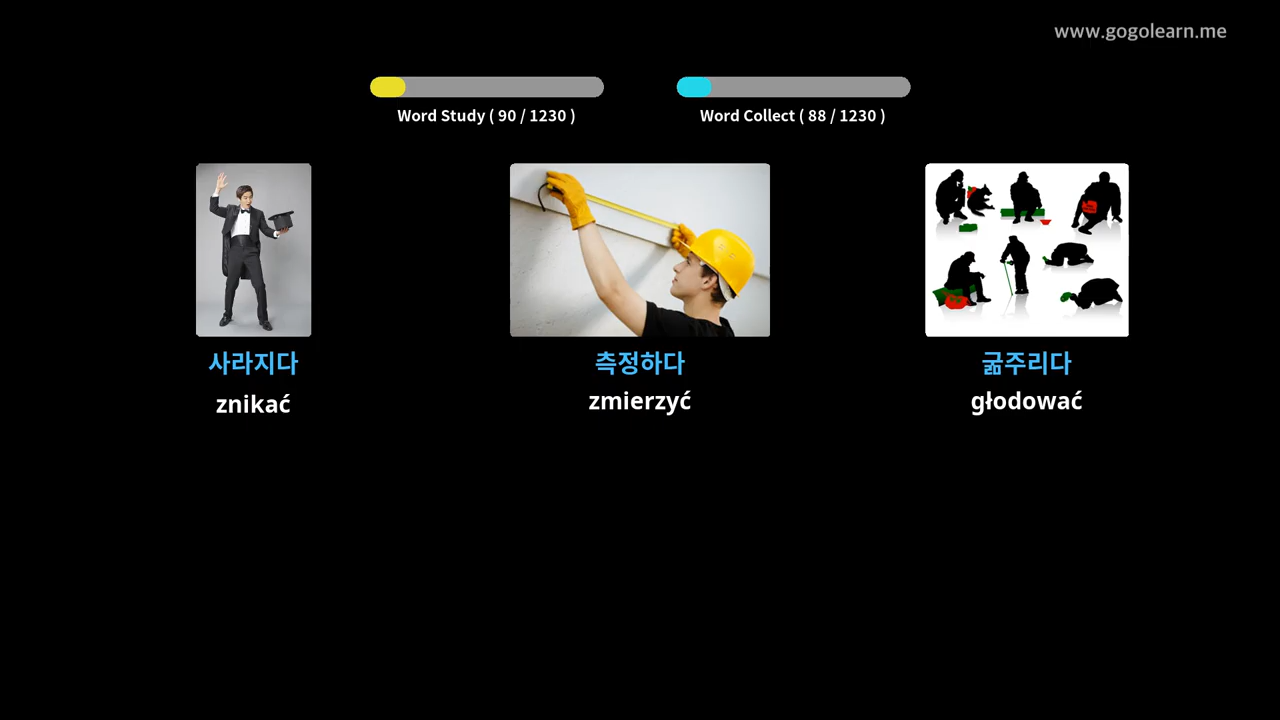 www.gogolearn.me
Word Study ( 90 / 1230 )
Word Collect ( 88 / 1230 )
사라지다
측정하다
굶주리다
znikać
zmierzyć
głodować